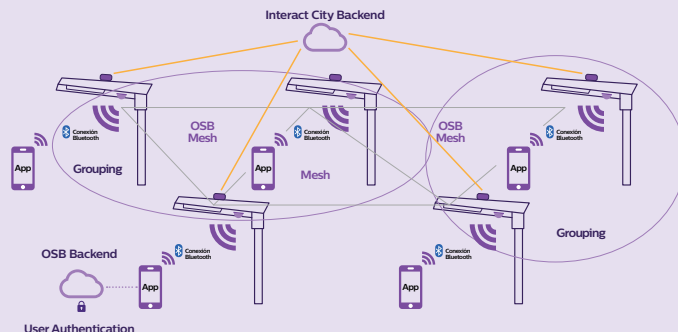 Interact City Backend
Conexión
Bluetooth
App
Grouping
OSB
Mesh
Conexión
Bluetooth
App
Mesh
OSB
Mesh
Conexión
Bluetooth
App
Grouping
OSB Backend
User Authentication
Conexión
Bluetooth
App
Conexión
Bluetooth
App